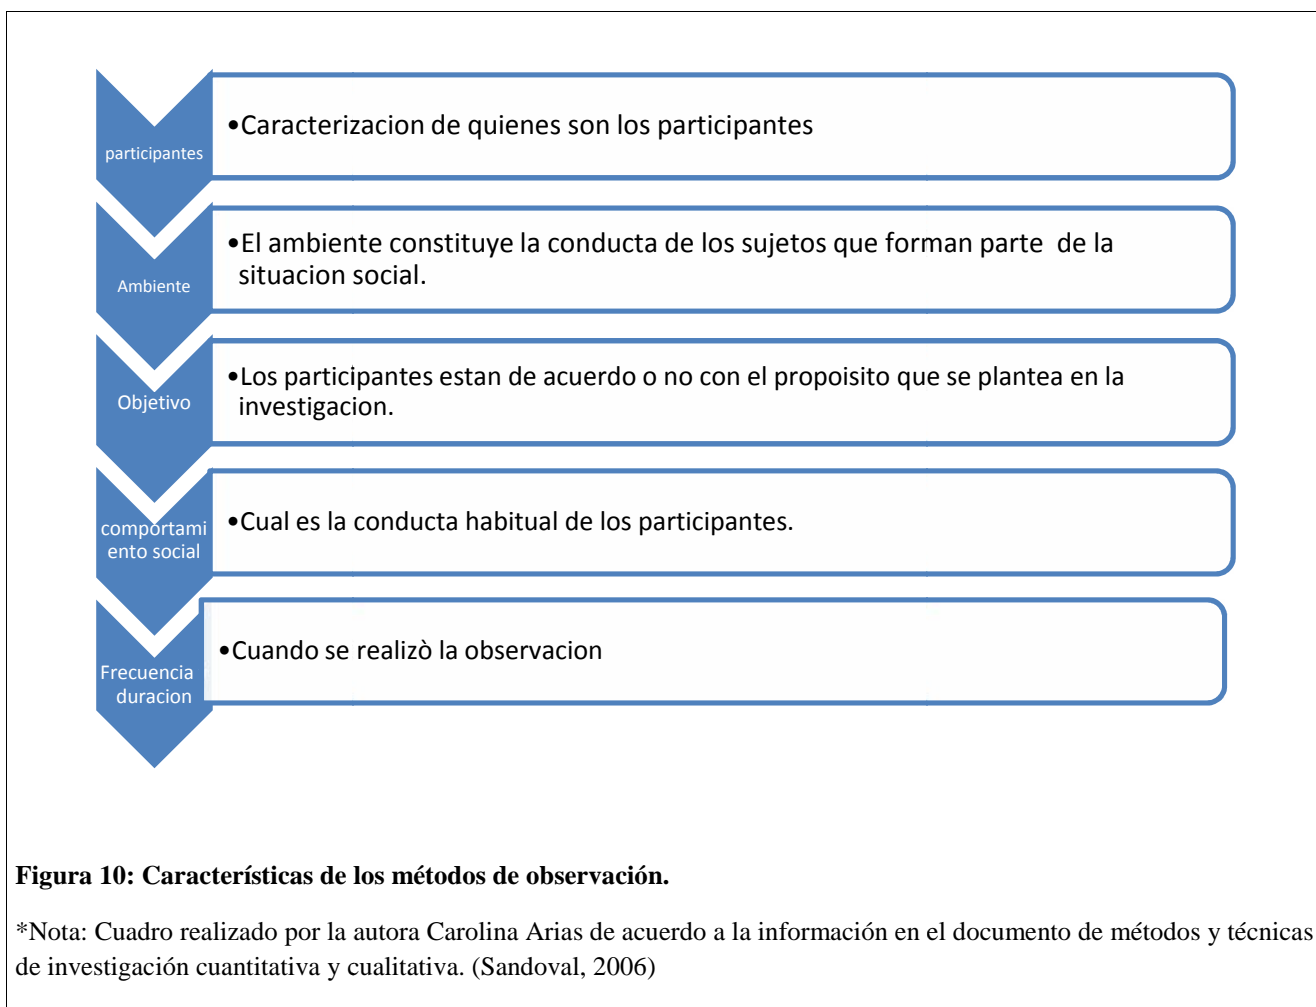 participantes
•Caracterizacion de quienes son los participantes
Ambiente
•El ambiente constituye la conducta de los sujetos que forman parte de la
situacion social.
Objetivo
•Los participantes estan de acuerdo o no con el propoisito que se plantea en la
investigacion.
comportami
ento social
•Cual es la conducta habitual de los participantes.
Frecuencia
duracion
•Cuando se realizò la observacion
Figura 10: Características de los métodos de observación.
*Nota: Cuadro realizado por la autora Carolina Arias de acuerdo a la información en el documento de métodos y técnicas
de investigación cuantitativa y cualitativa. (Sandoval, 2006)